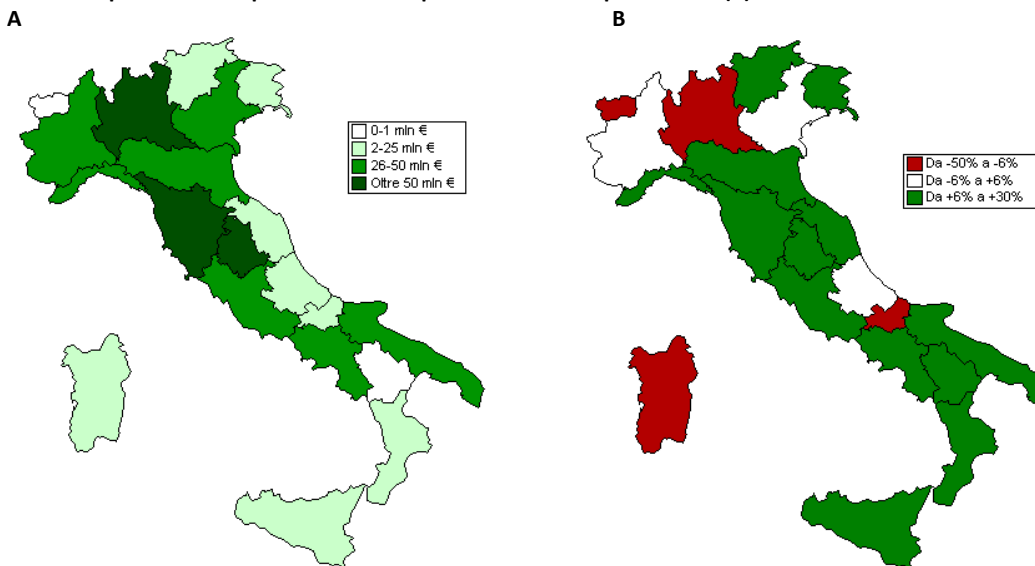 A
B
0-1 mln €
2-25 mln €
26-50 mln €
Oltre 50 mln €
Da -50% a -6%
Da -6% a +6%
Da +6% a +30%